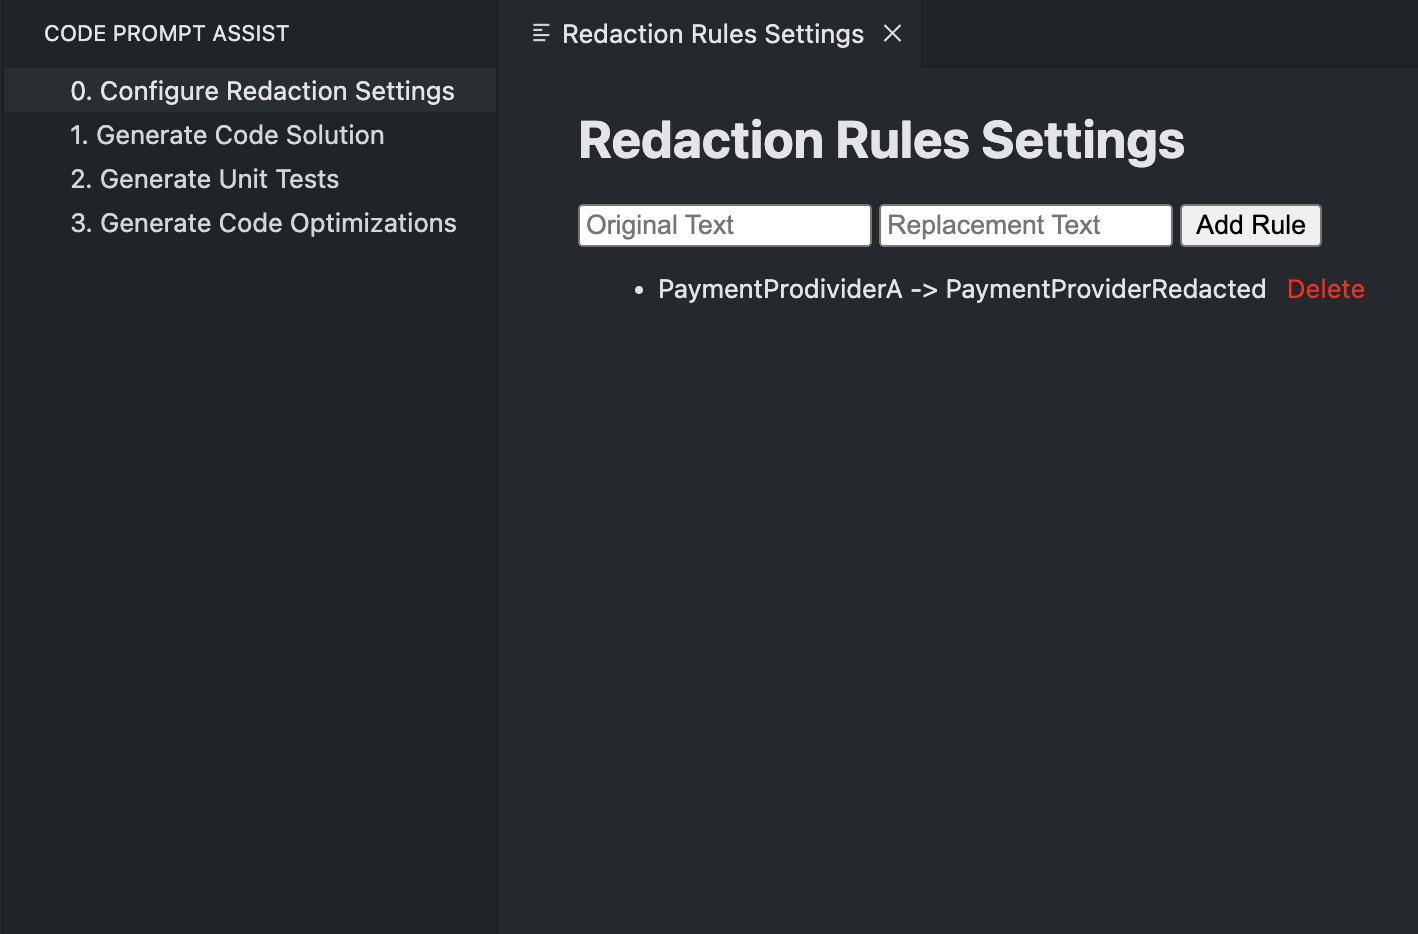 CODE PROMPT ASSIST
0. Configure Redaction Settings
1. Generate Code Solution
2. Generate Unit Tests
3. Generate Code Optimizations
Redaction Rules Settings
Redaction Rules Settings
Original Text Replacement Text Add Rule
• PaymentProdividerA -> PaymentProviderRedacted Delete